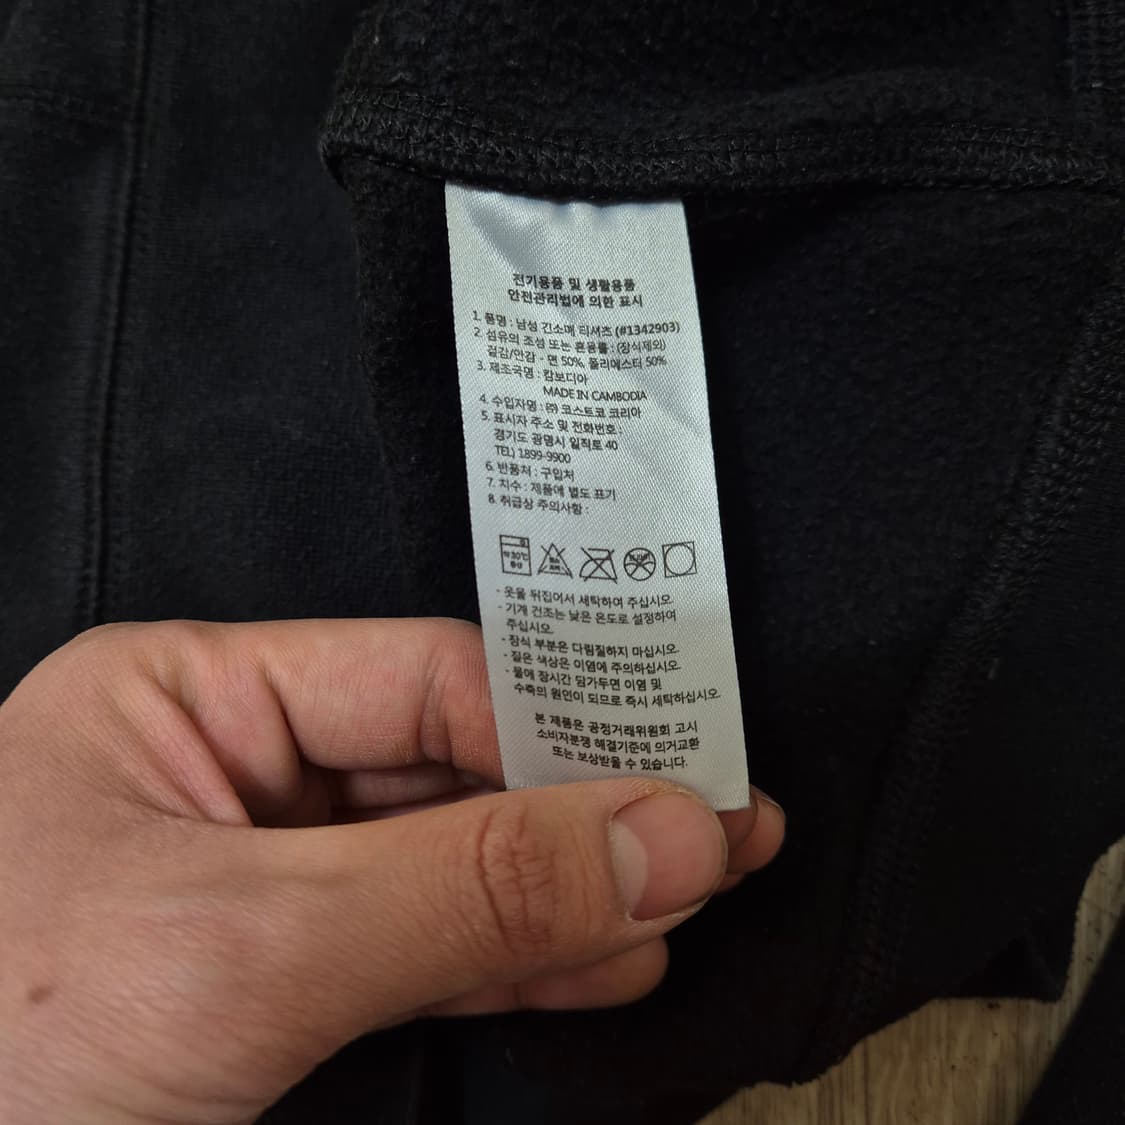 전기용품 및 생활용품
안전관리법에 의한 표시
1. 품명 : 남성 긴소매 티셔츠 (#1342903)
2. 섬유의 조성 또는 혼용률 : (장식제외)
겉감/안감 - 면 50%, 폴리에스터 50%
3. 제조국명 : 캄보디아
MADE IN CAMBODIA
4. 수입자명 : ㈜ 코스트코 코리아
5. 표시자 주소 및 전화번호 :
경기도 광명시 일직로 40
TEL) 1899-9900
6. 반품처 : 구입처
7. 치수 : 제품에 별도 표기
8. 취급상 주의사항 :
약 30℃
중성
- 옷을 뒤집어서 세탁하여 주십시오.
- 기계 건조는 낮은 온도로 설정하여
주십시오.
- 장식 부분은 다림질하지 마십시오.
- 짙은 색상은 이염에 주의하십시오.
- 물에 장시간 담가두면 이염 및
수축의 원인이 되므로 즉시 세탁하십시오.
본 제품은 공정거래위원회 고시
소비자분쟁 해결기준에 의거교환
또는 보상받을 수 있습니다.